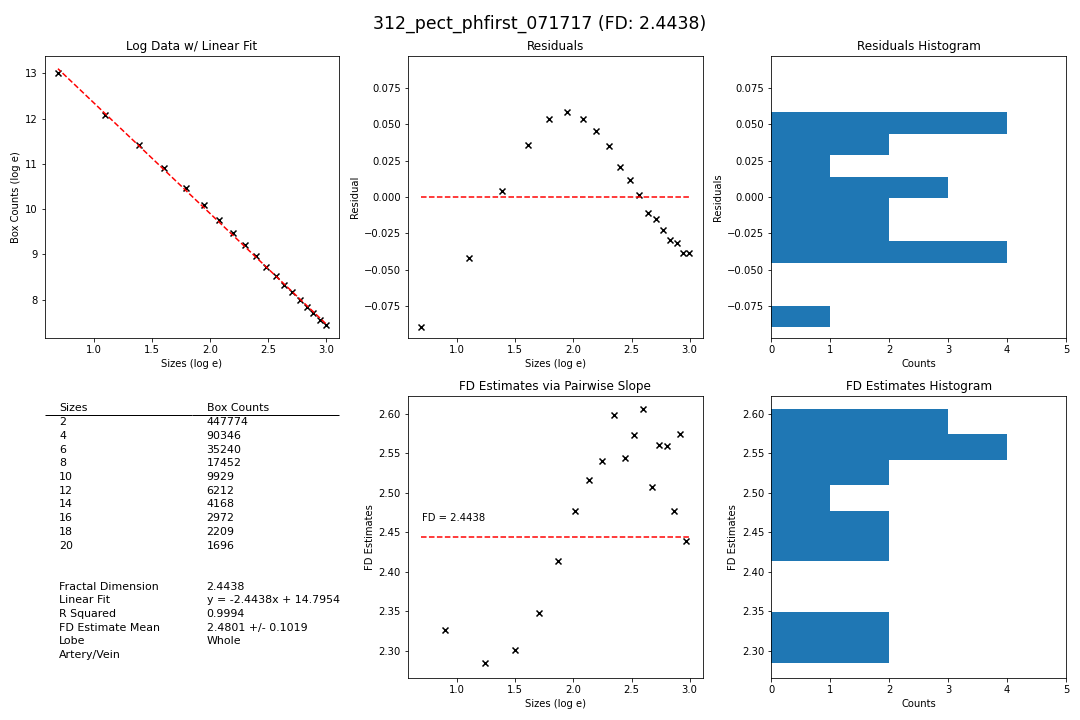 312_pect_phfirst_071717 (FD: 2.4438)
Log Data w/ Linear Fit
13
12
11
10
9
8
Box Counts (log e)
1.0 1.5 2.0 2.5 3.0
Sizes (log e)
Residuals
0.075
0.050
0.025
0.000
−0.025
−0.050
−0.075
Residual
1.0 1.5 2.0 2.5 3.0
Sizes (log e)
Residuals Histogram
0.075
0.050
0.025
0.000
−0.025
−0.050
−0.075
Residuals
0 1 2 3 4 5
Counts
Sizes Box Counts
2 447774
4 90346
6 35240
8 17452
10 9929
12 6212
14 4168
16 2972
18 2209
20 1696
Fractal Dimension 2.4438
Linear Fit y = -2.4438x + 14.7954
R Squared 0.9994
FD Estimate Mean 2.4801 +/- 0.1019
Lobe Whole
Artery/Vein
FD Estimates via Pairwise Slope
2.60
2.55
2.50
2.45
2.40
2.35
2.30
FD Estimates
FD = 2.4438
1.0 1.5 2.0 2.5 3.0
Sizes (log e)
FD Estimates Histogram
2.60
2.55
2.50
2.45
2.40
2.35
2.30
FD Estimates
0 1 2 3 4 5
Counts